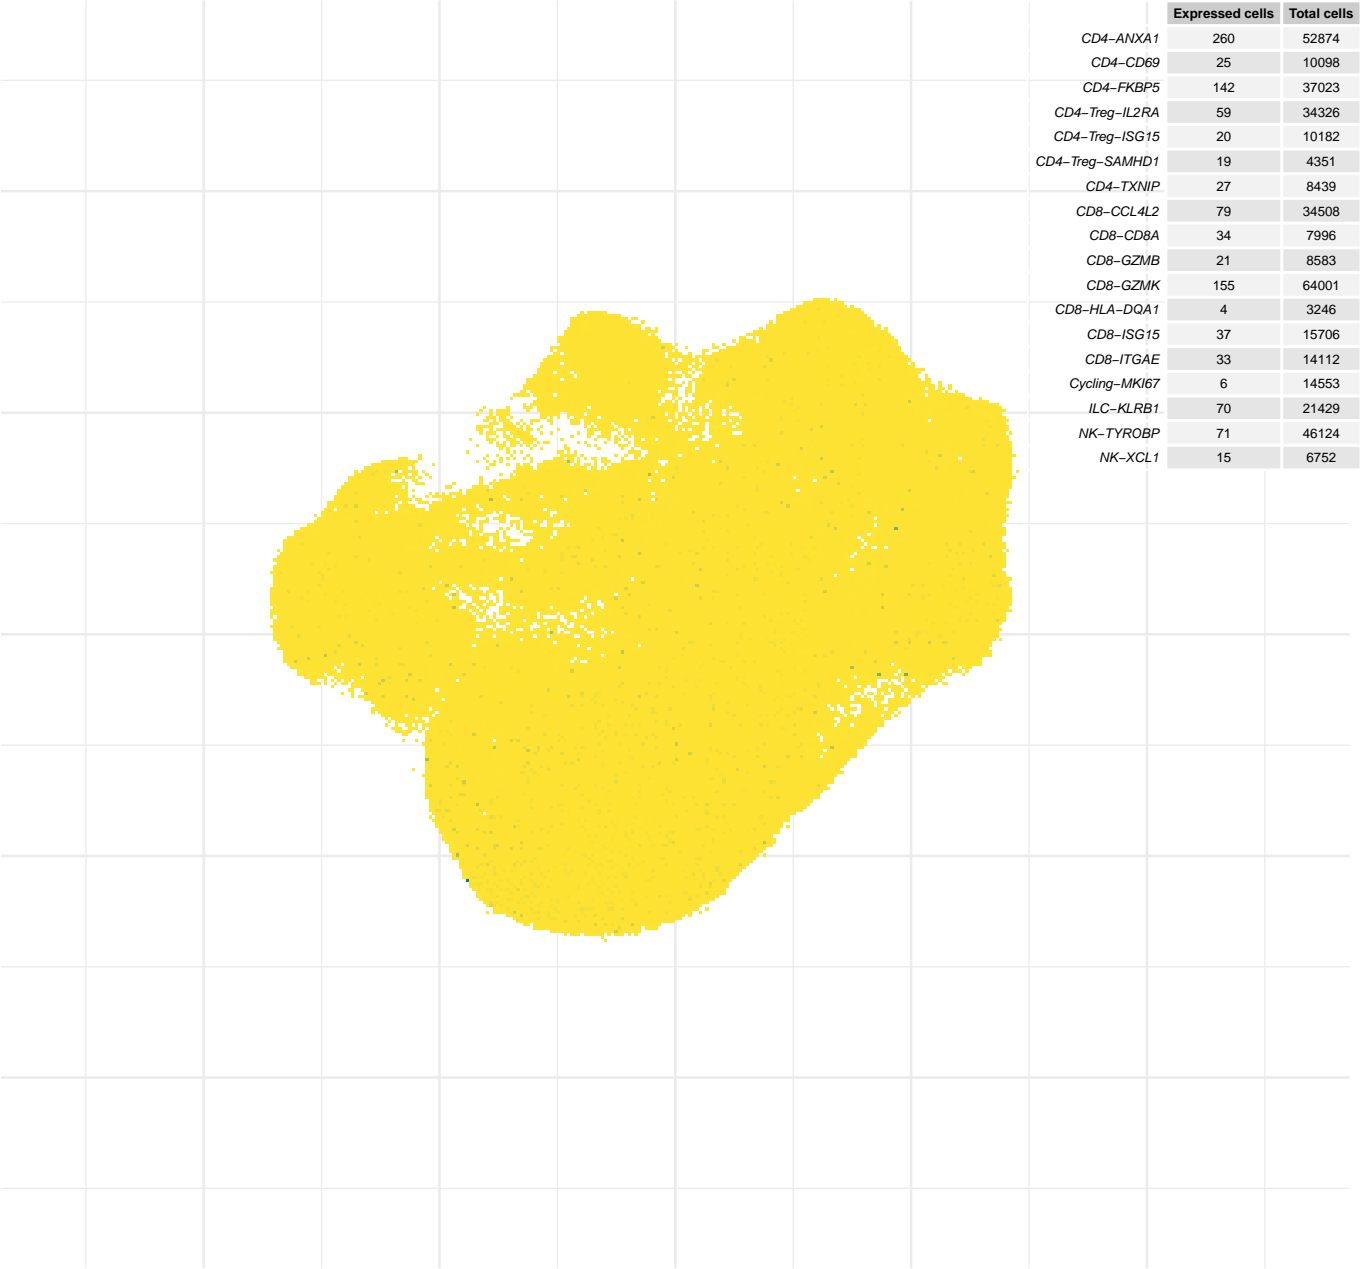 Expressed cells Total cells
CD4−ANXA1 260 52874
CD4−CD69 25 10098
CD4−FKBP5 142 37023
CD4−Treg−IL2RA 59 34326
CD4−Treg−ISG15 20 10182
CD4−Treg−SAMHD1 19 4351
CD4−TXNIP 27 8439
CD8−CCL4L2 79 34508
CD8−CD8A 34 7996
CD8−GZMB 21 8583
CD8−GZMK 155 64001
CD8−HLA−DQA1 4 3246
CD8−ISG15 37 15706
CD8−ITGAE 33 14112
Cycling−MKI67 6 14553
ILC−KLRB1 70 21429
NK−TYROBP 71 46124
NK−XCL1 15 6752